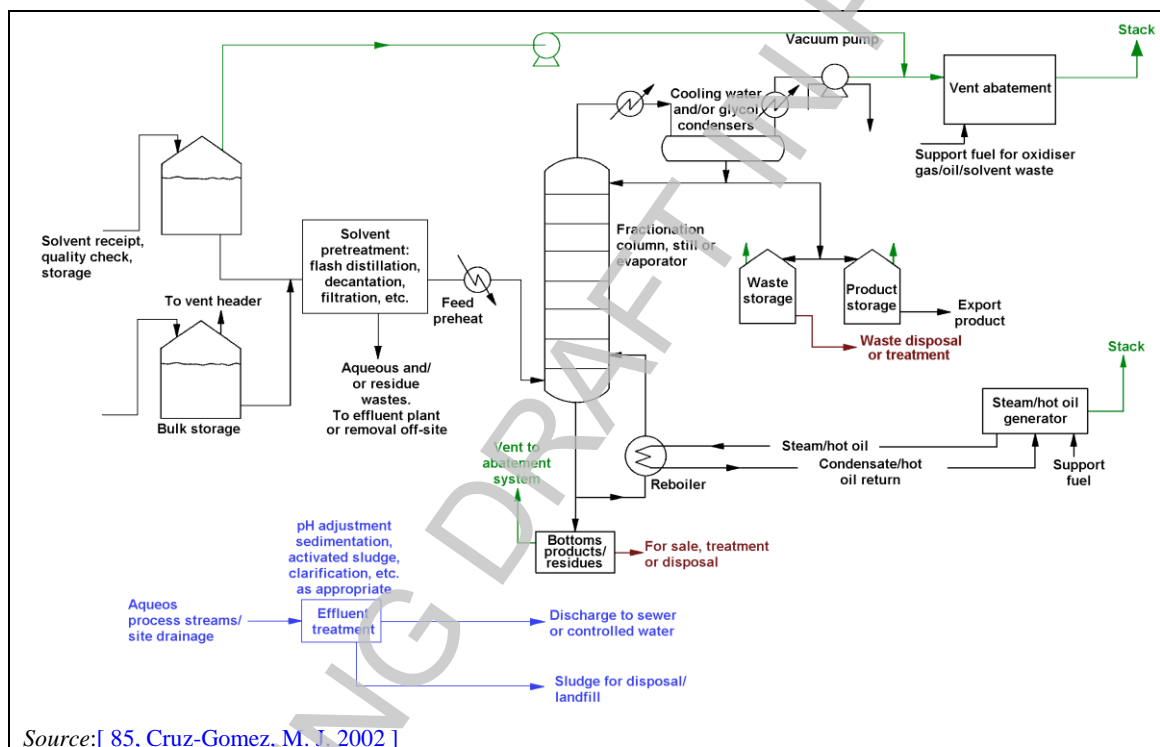 Stack
Vacuum pump
Cooling water
and/or glycol
condensers
Vent abatement
Support fuel for oxidiser
gas/oil/solvent waste
Solvent receipt,
quality check,
storage
Solvent
pretreatment:
flash distillation,
decantation,
filtration, etc.
Feed
preheat
Fractionation
column, still or
evaporator
Waste
storage
Product
storage
Export
product
Waste disposal
or treatment
To vent header
Bulk storage
Aqueous and/
or residue
wastes.
To effluent plant
or removal off-site
Stack
Steam/hot oil
generator
Steam/hot oil
Condensate/hot
oil return
Support
fuel
Reboiler
Vent to
abatement
system
Bottoms
products/
residues
For sale, treatment
or disposal
pH adjustment
sedimentation,
activated sludge,
clarification, etc.
as appropriate
Aqueos
process streams/
site drainage
Effluent
treatment
Discharge to sewer
or controlled water
Sludge for disposal/
landfill
Source:[ 85, Cruz-Gomez, M. J. 2002 ]
NG DRAFT IN P